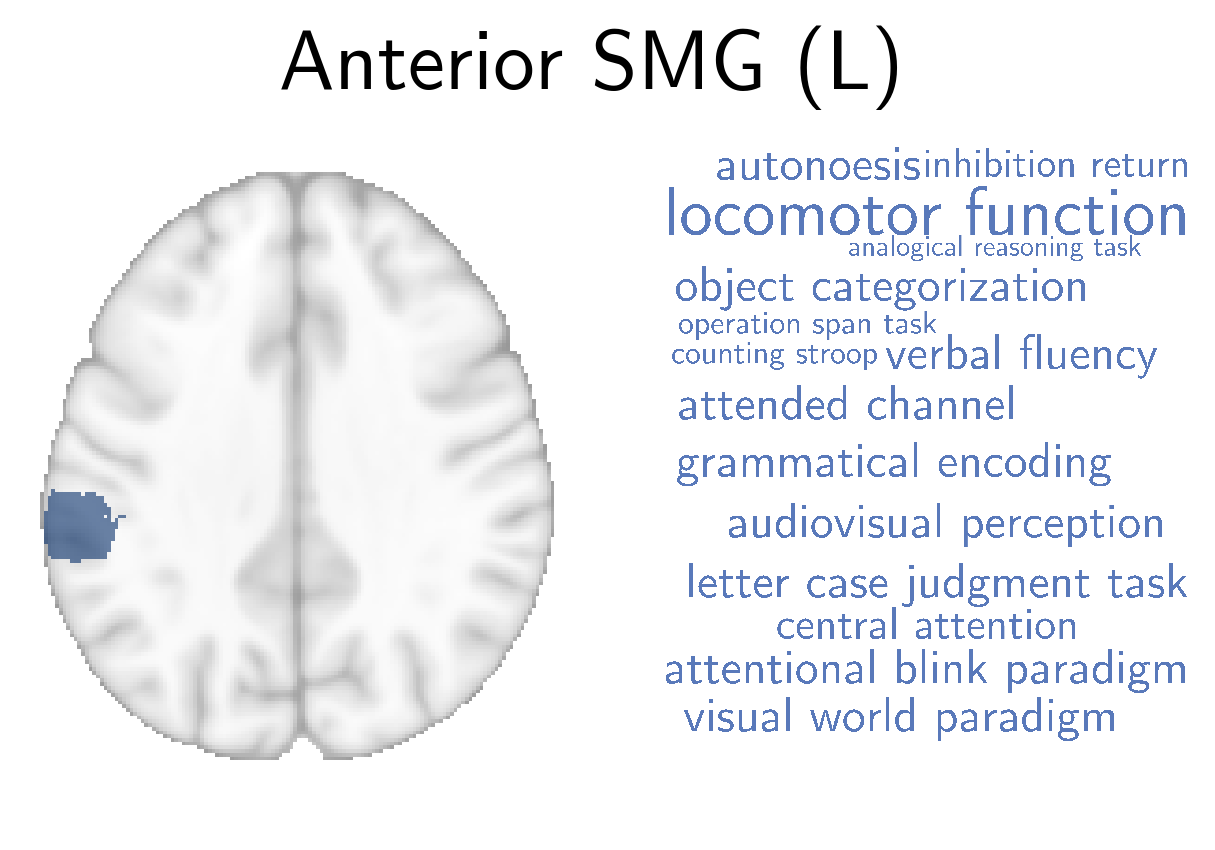 Anterior SMG (L)
autonoesis inhibition return
locomotor function
analogical reasoning task
object categorization
operation span task
counting stroop verbal fluency
attended channel
grammatical encoding
audiovisual perception
letter case judgment task
central attention
attentional blink paradigm
visual world paradigm